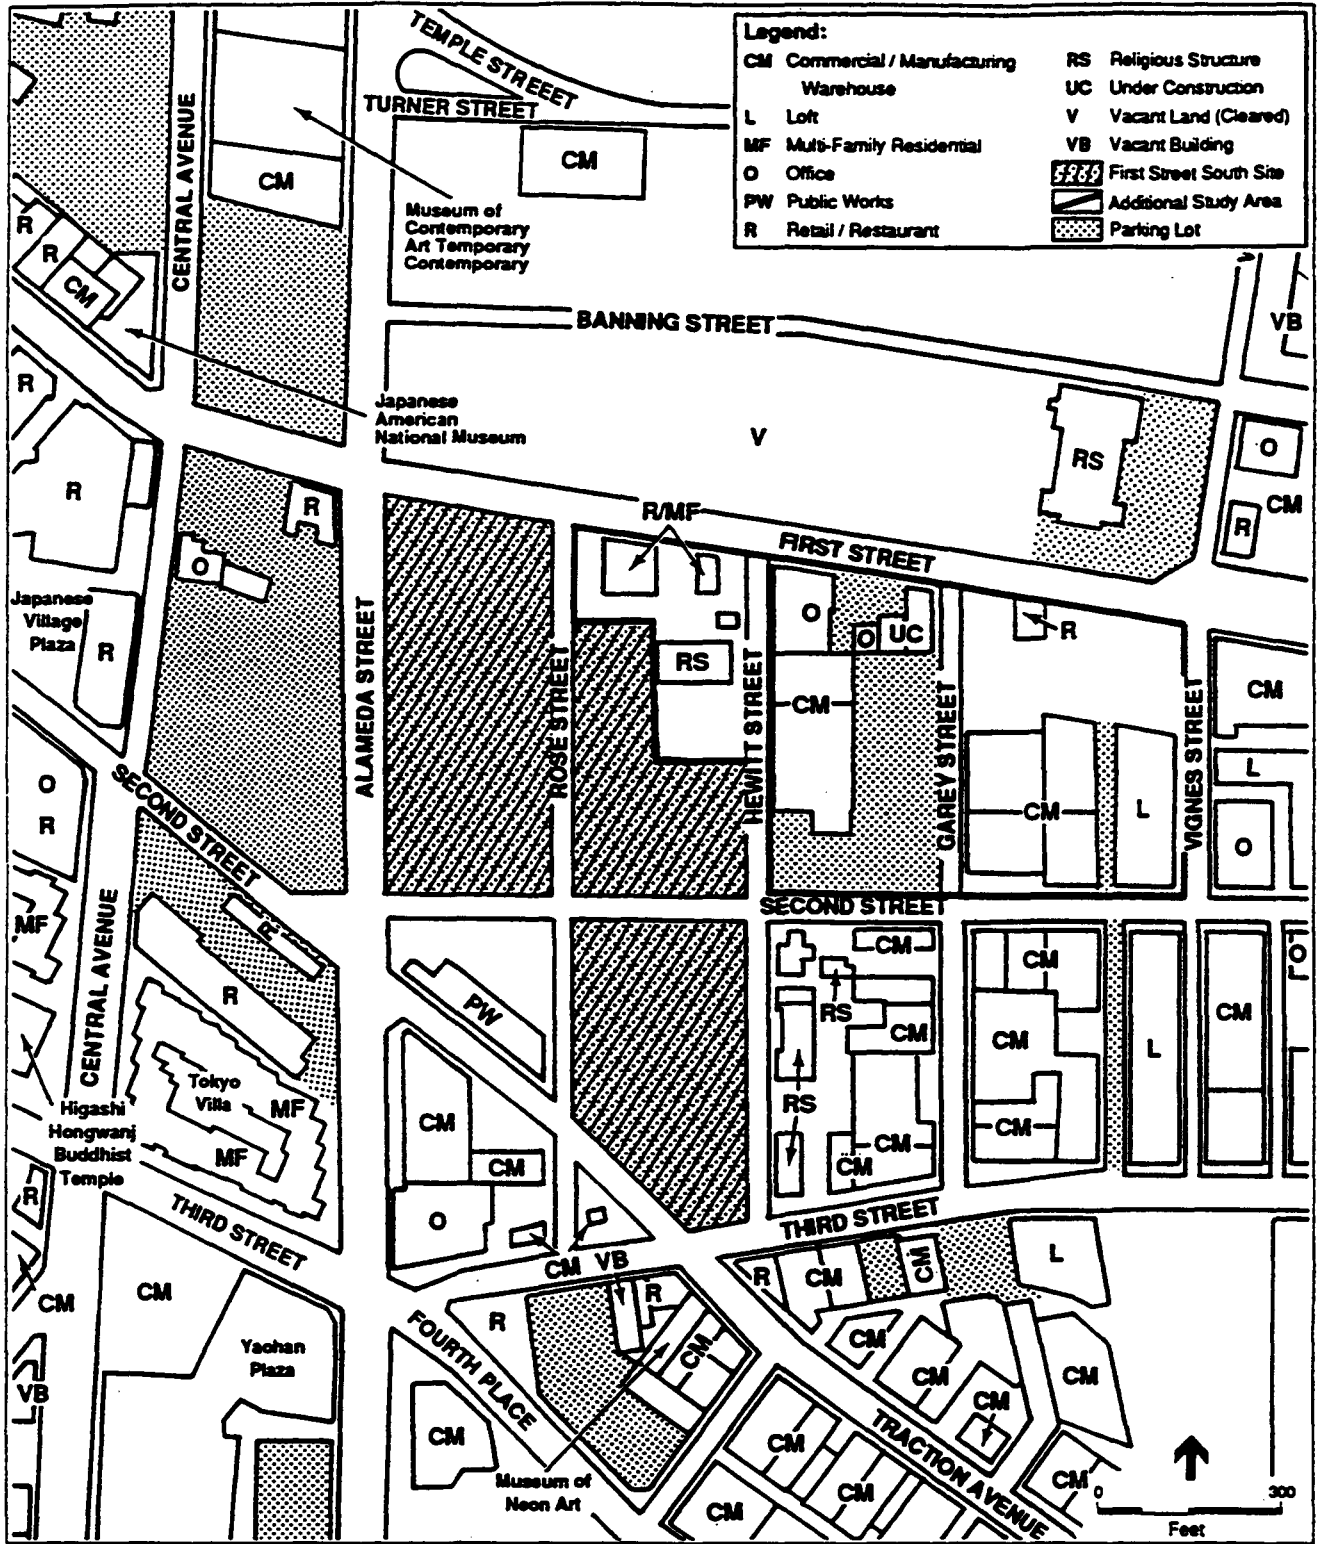 TEMPLE STREEET
TURNER STREET
Legend:
CM Commercial / Manufacturing
Warehouse
L Loft
MF Multi-Family Residential
O Office
PW Public Works
R Retail / Restaurant
RS Religious Structure
UC Under Construction
V Vacant Land (Cleared)
VB Vacant Building
First Street South Site
Additional Study Area
Parking Lot
CENTRAL AVENUE
CM
CM
Museum of
Contemporary
Art Temporary
Contemporary
R
R
CM
BANNING STREET
VB
R
Japanese
American
National Museum
V
RS
O
CM
R
R
R
R/MF
FIRST STREET
O
Japanese
Village
Plaza
R
ALAMEDA STREET
ROSE STREET
RS
HEWITT STREET
O
O
UC
CM
GAREY STREET
R
CM
L
VIGNES STREET
CM
L
O
O
R
SECOND STREET
SECOND STREET
MF
CENTRAL AVENUE
R
R
PW
CM
RS
CM
RS
CM
CM
CM
CM
CM
L
CM
O
Tokyo
Villa
MF
MF
Higashi
Hongwanj
Buddhist
Temple
CM
CM
O
THIRD STREET
THIRD STREET
R
CM
CM
Yaohan
Plaza
VB
CM
VB
R
R
CM
FOURTH PLACE
CM
Museum of
Neon Art
R
CM
CM
L
CM
CM
CM
CM
TRACTION AVENUE
CM
CM
CM
CM
0
300
Feet